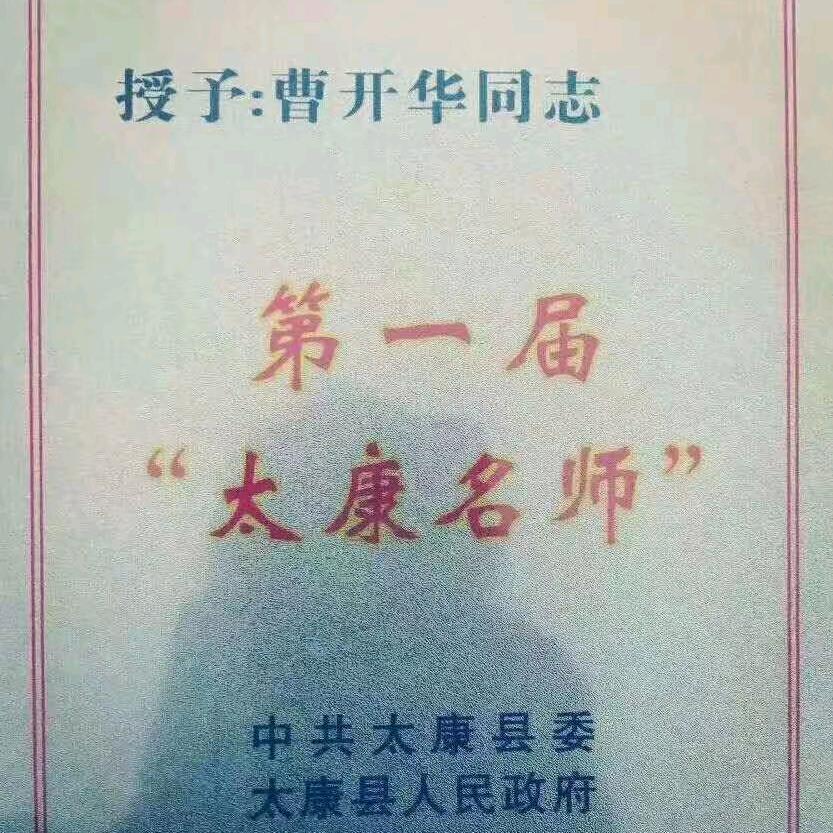 授予:曹开华同志
第一届
“太康名师”
中共太康县委
太康县人民政府